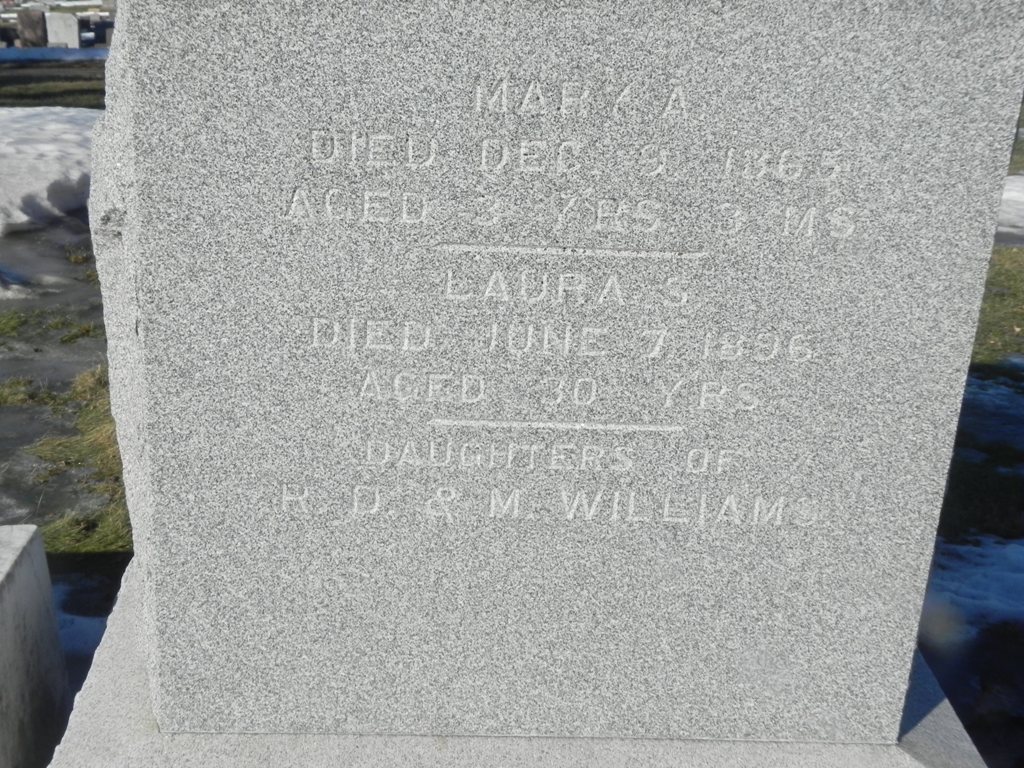 MARY A
DIED DEC. 9. 1865
AGED 3 YRS 3 MS
LAURA S
DIED JUNE 7, 1896
AGED 30 YRS
DAUGHTERS OF
R. D. & M. WILLIAMS